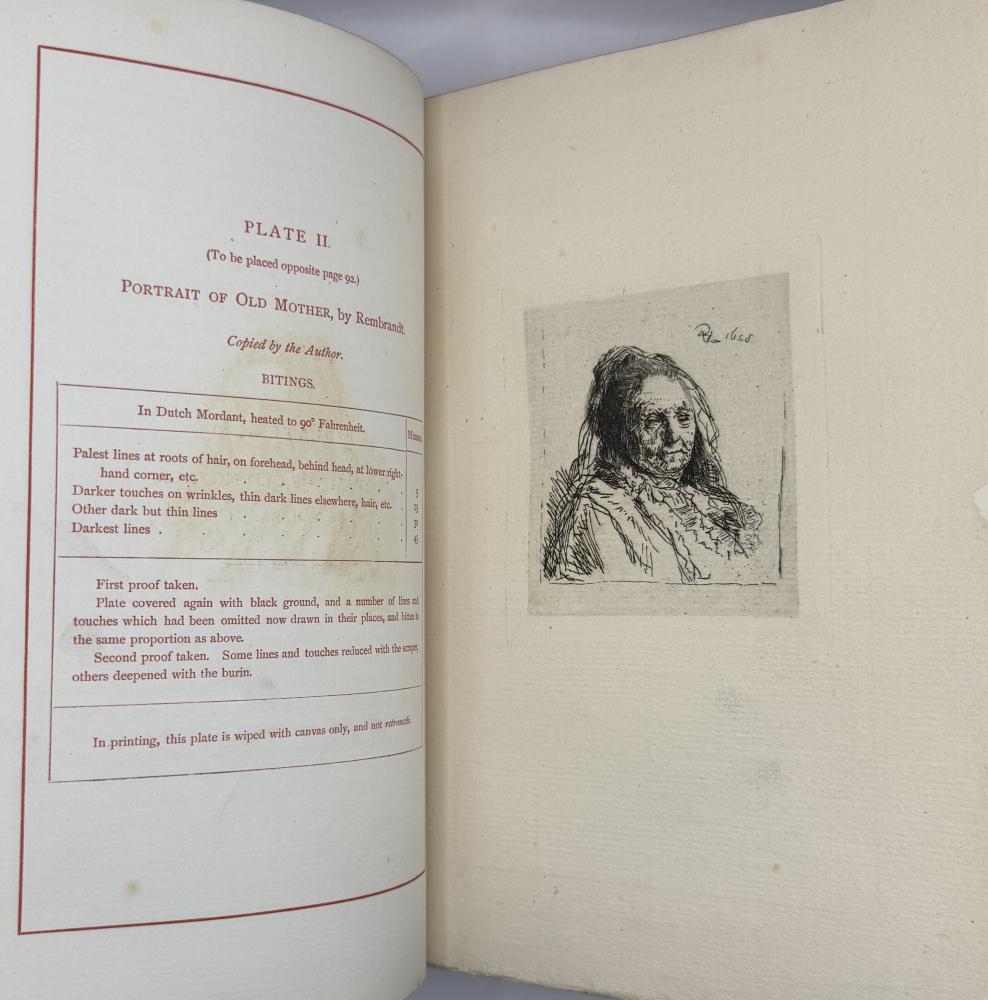 PLATE II.
(To be placed opposite page 92.)
PORTRAIT OF OLD MOTHER, by Rembrandt.
Copied by the Author.
BITINGS.
In Dutch Mordant, heated to 90° Fahrenheit.
Minutes.
Palest lines at roots of hair, on forehead, behind head, at lower right-
hand corner, etc. . . . . . 5
Darker touches on wrinkles, thin dark lines elsewhere, hair, etc. . 15
Other dark but thin lines . . . . . . 30
Darkest lines . . . . . . . 45
First proof taken.
Plate covered again with black ground, and a number of lines and
touches which had been omitted now drawn in their places, and bitten in
the same proportion as above.
Second proof taken. Some lines and touches reduced with the scraper,
others deepened with the burin.
In printing, this plate is wiped with canvas only, and not